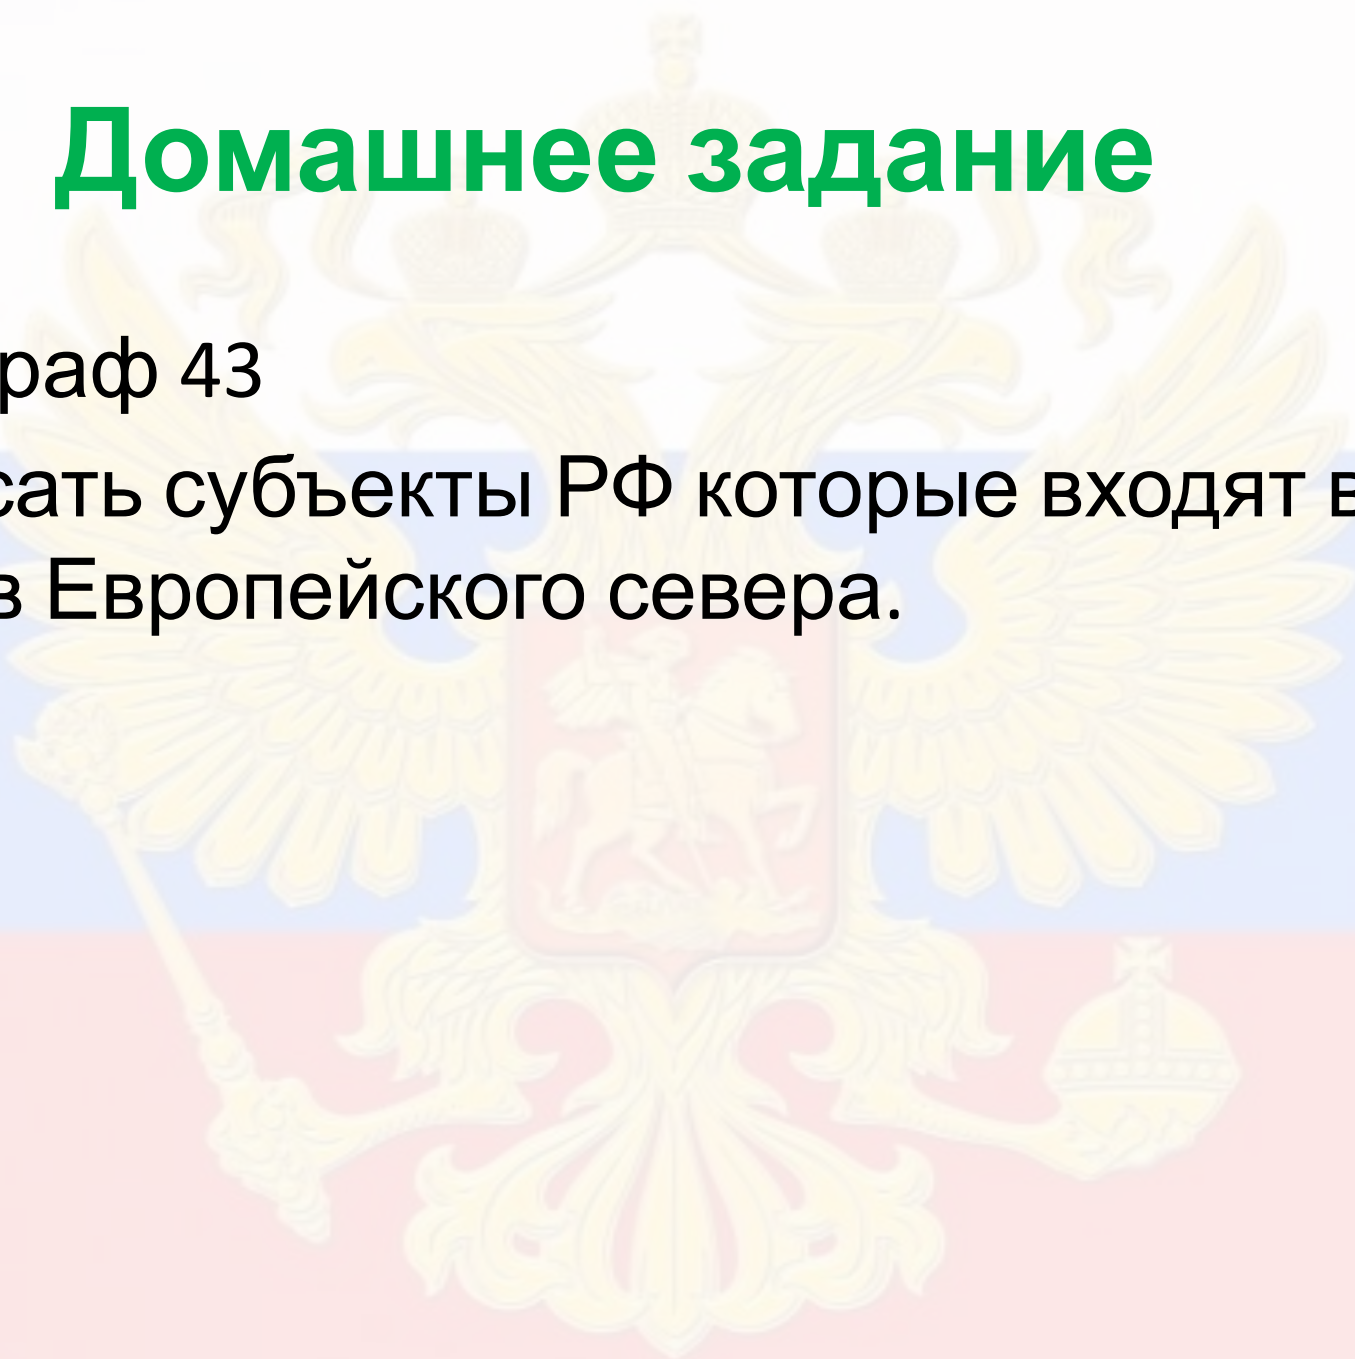 Домашнее задание
раф 43
сать субъекты РФ которые входят в
в Европейского севера.